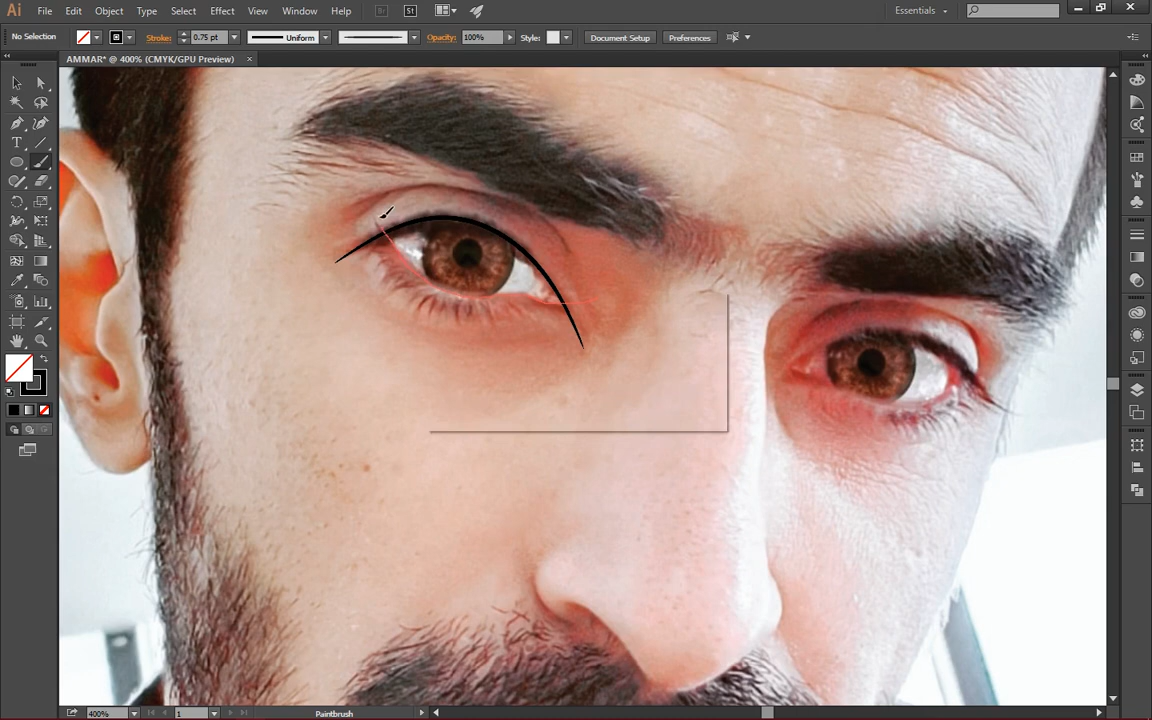 Ai File Edit Object Type Select Effect View Window Help Br St Essentials
No Selection Stroke: 0.75 pt Uniform Opacity: 100% Style: Document Setup Preferences
AMMAR* @ 400% (CMYK/GPU Preview) ×
T
400% 1 Paintbrush